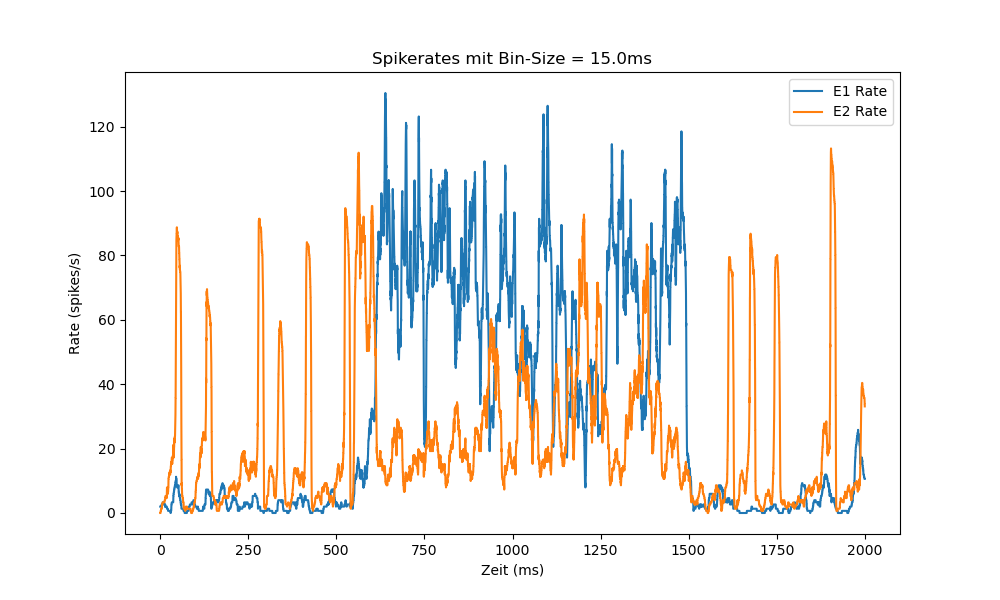 Spikerates mit Bin-Size = 15.0ms
E1 Rate
E2 Rate
Rate (spikes/s)
120
100
80
60
40
20
0
0 250 500 750 1000 1250 1500 1750 2000
Zeit (ms)